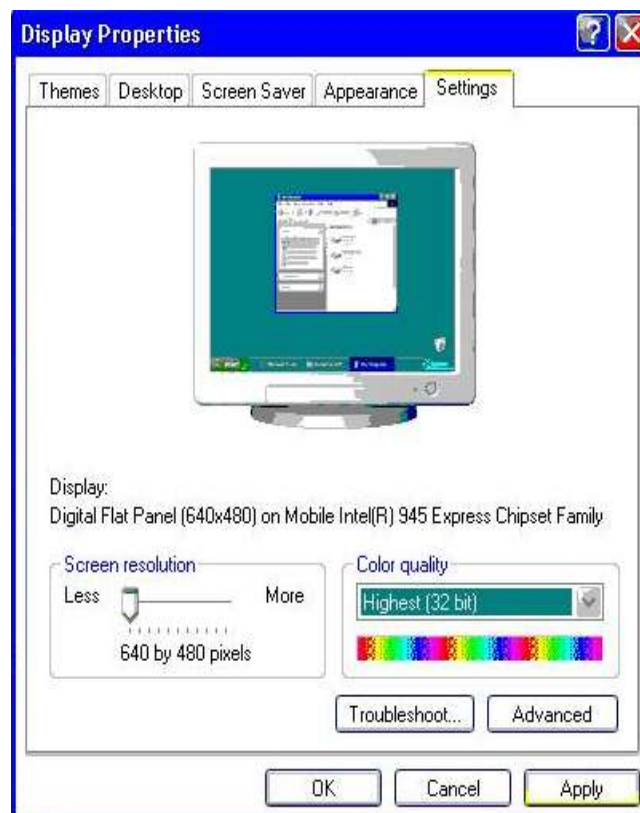 Display Properties
Themes Desktop Screen Saver Appearance Settings
Display:
Digital Flat Panel (640x480) on Mobile Intel(R) 945 Express Chipset Family
Screen resolution
Less More
640 by 480 pixels
Color quality
Highest (32 bit)
Troubleshoot... Advanced
OK Cancel Apply